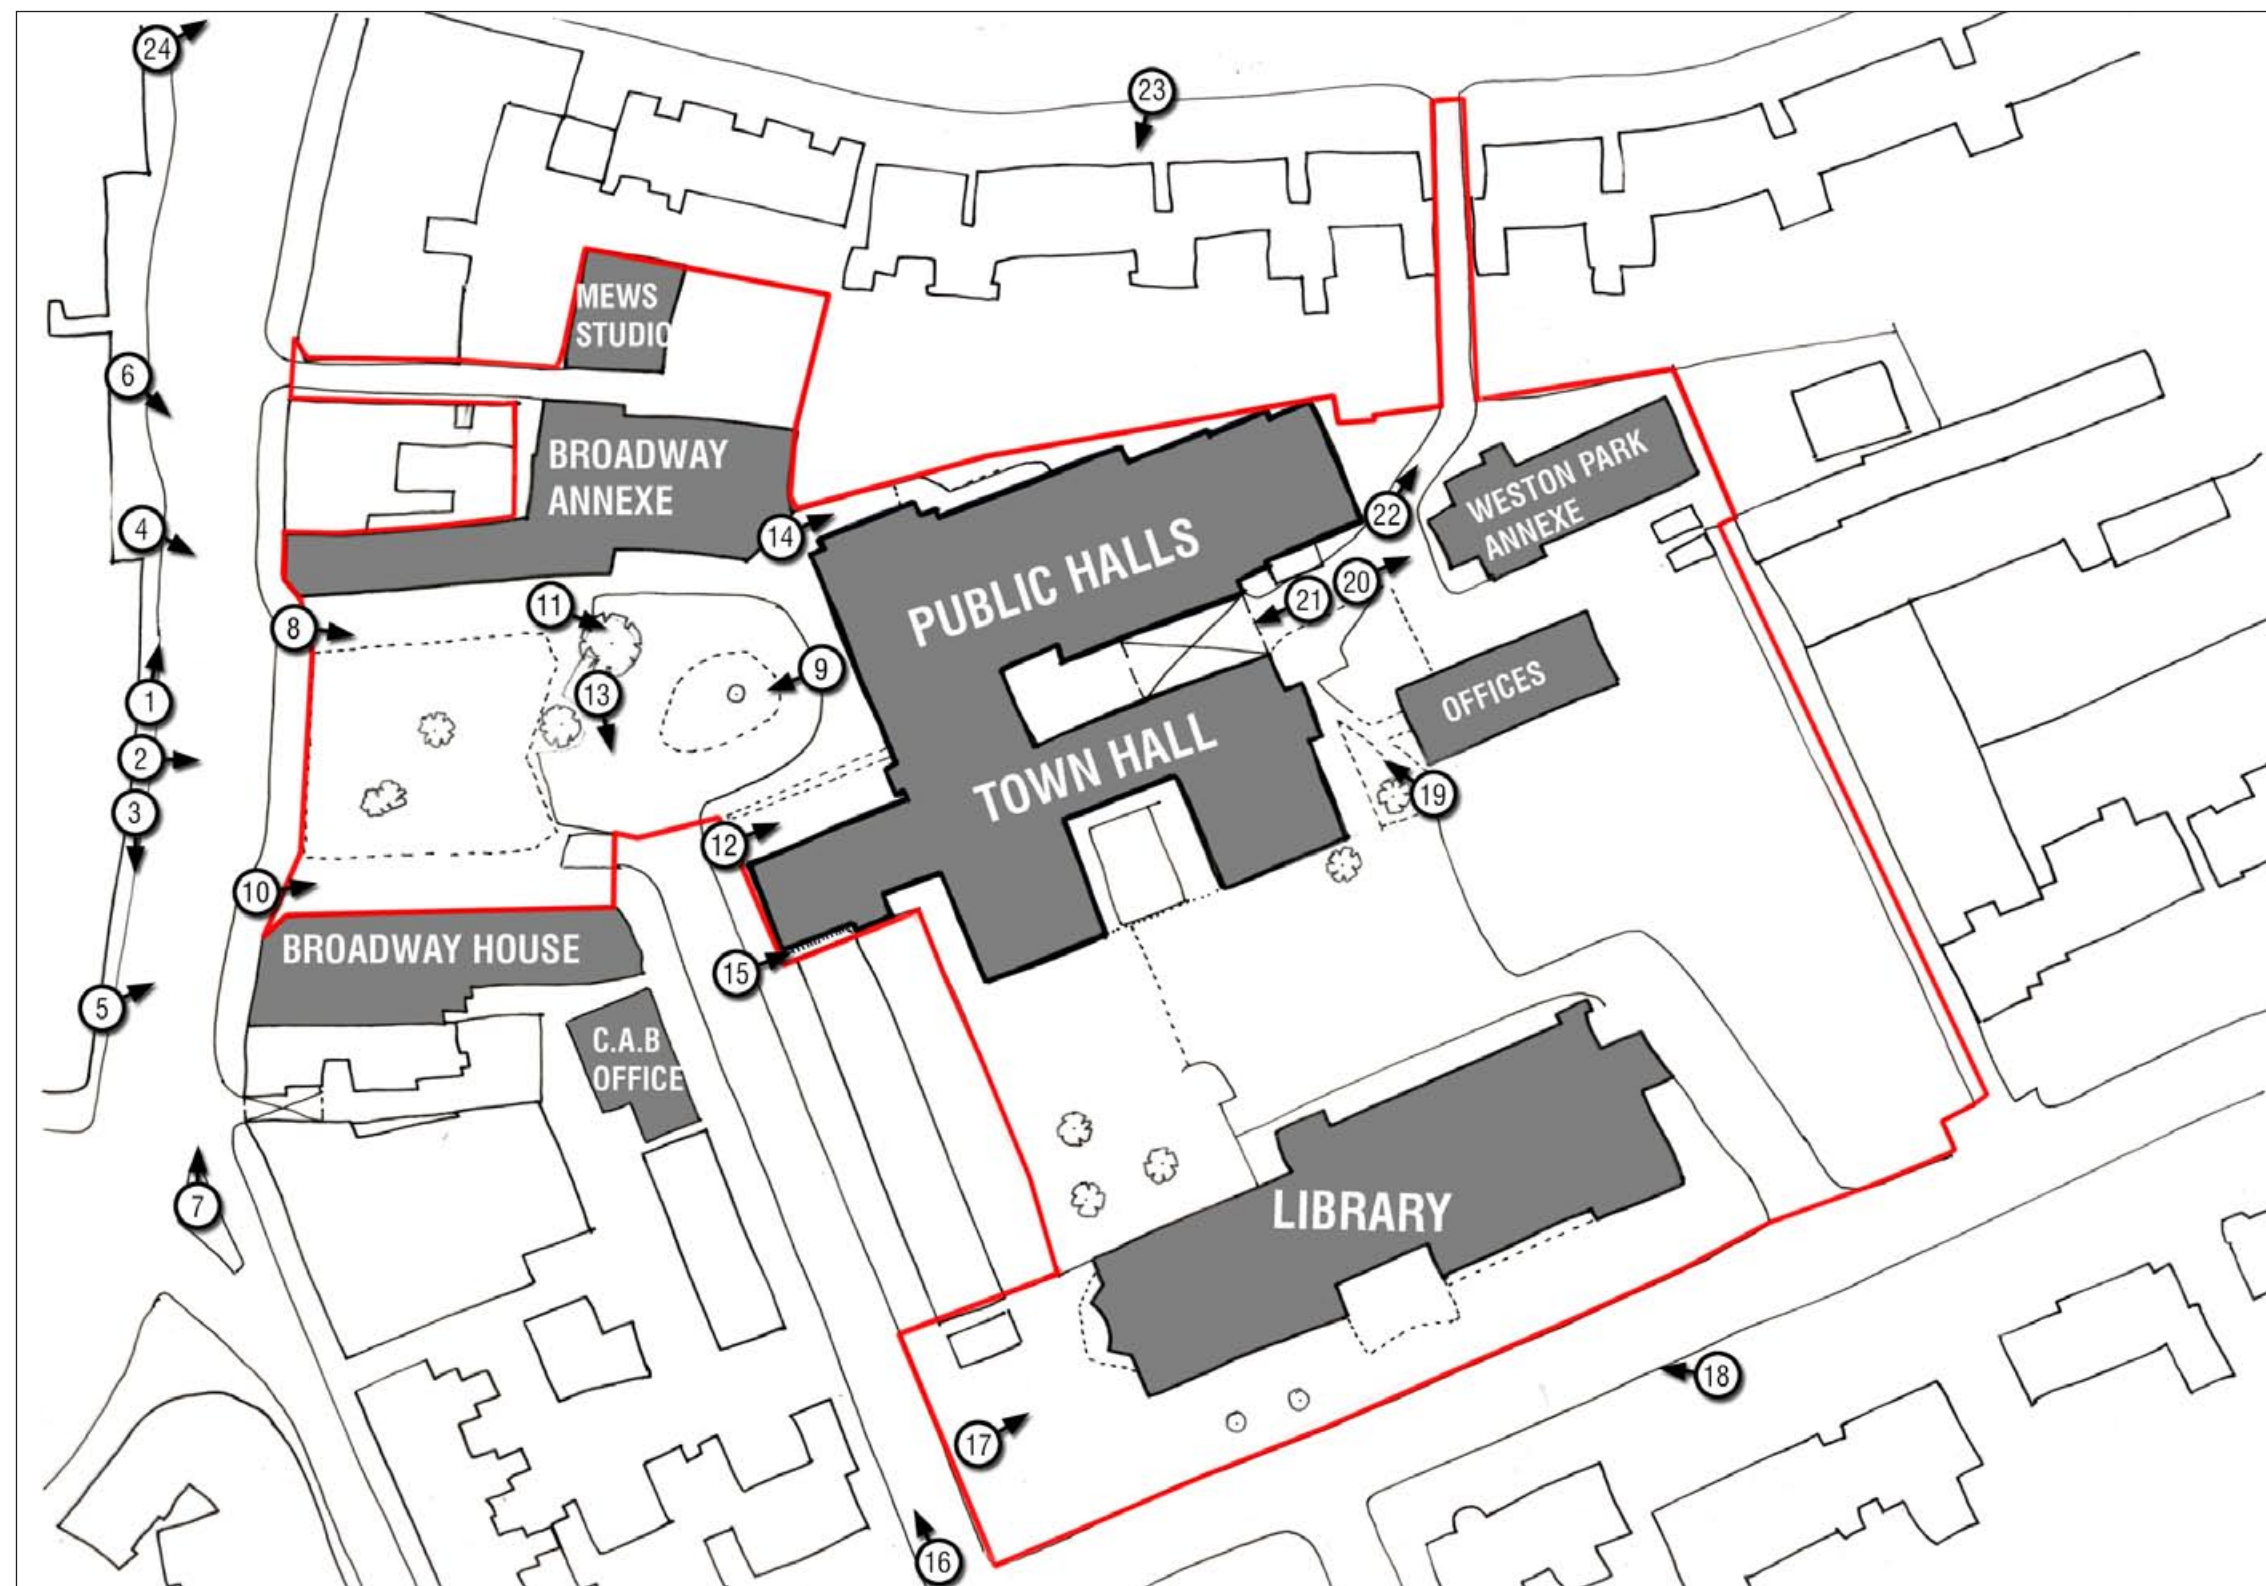 24
23
MEWS
STUDIO
6
BROADWAY
ANNEXE
WESTON PARK
ANNEXE
4
14
22
PUBLIC HALLS
20
21
11
8
9
13
OFFICES
1
2
TOWN HALL
3
19
12
10
BROADWAY HOUSE
15
5
C.A.B
OFFICE
7
LIBRARY
18
17
16